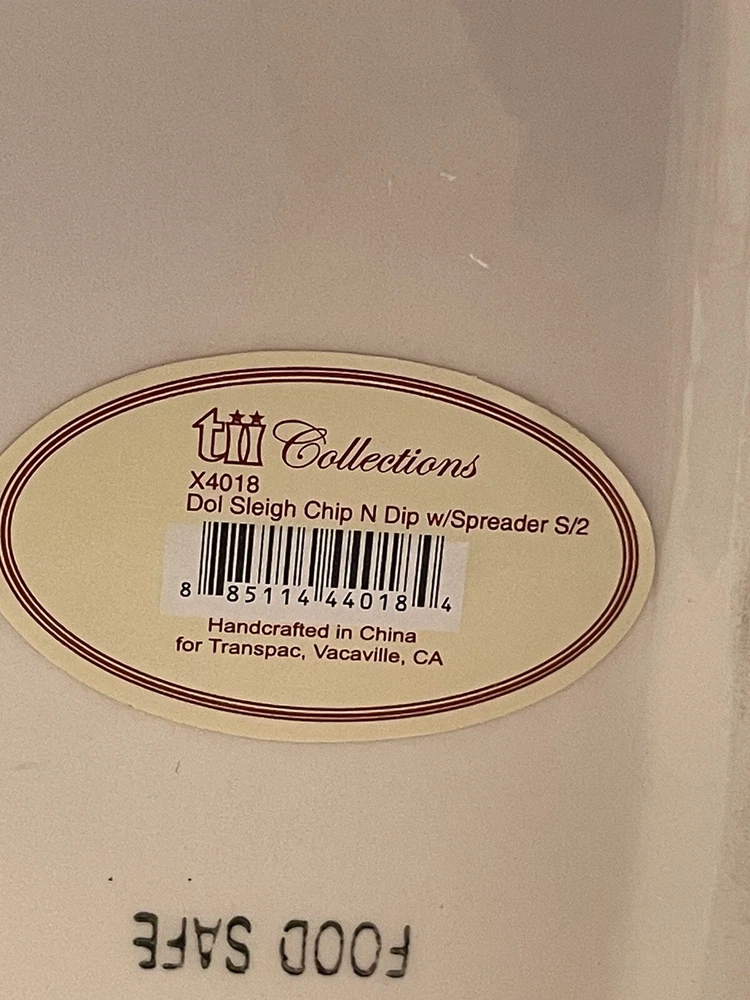 tii Collections
X4018
Dol Sleigh Chip N Dip w/Spreader S/2
8 85114 44018 4
Handcrafted in China
for Transpac, Vacaville, CA
FOOD SAFE